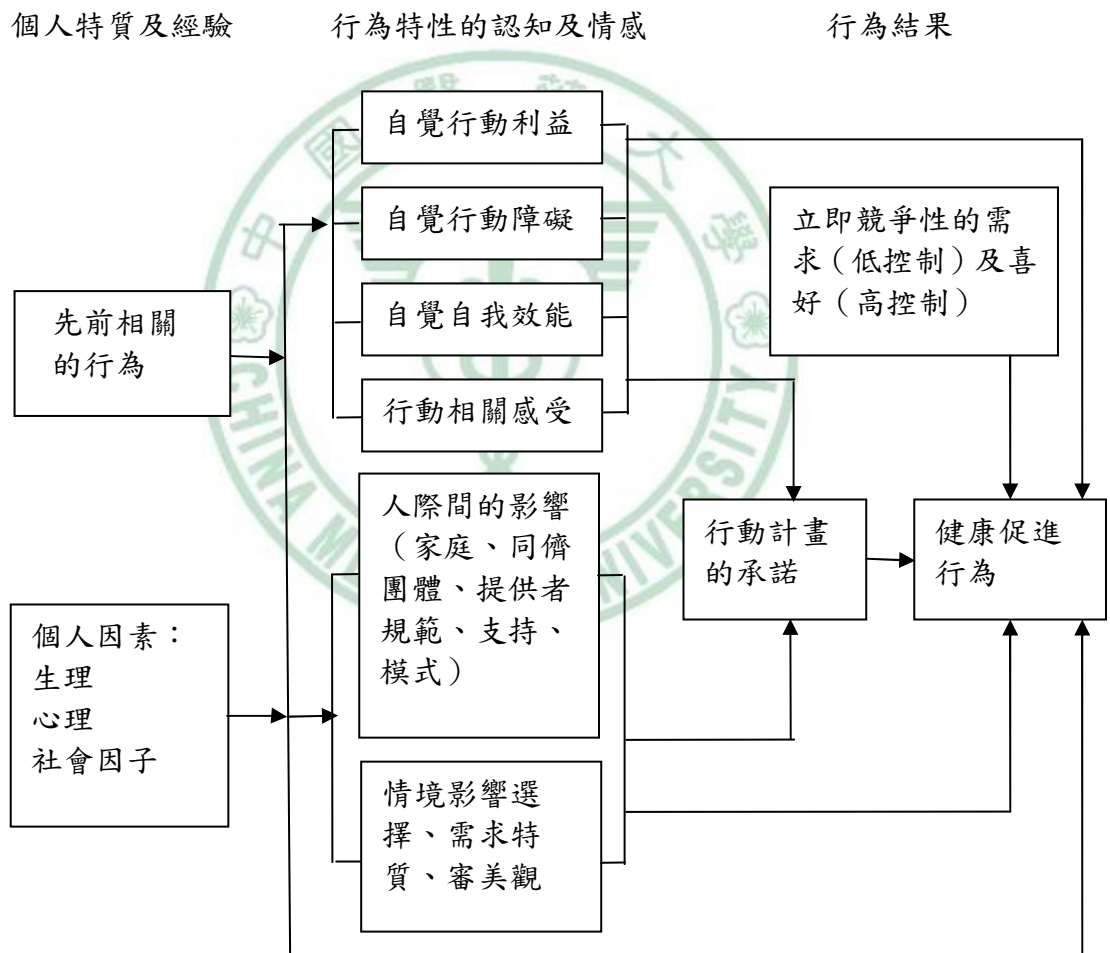 個人特質及經驗
行為特性的認知及情感
行為結果
自覺行動利益
自覺行動障礙
自覺自我效能
行動相關感受
先前相關
的行為
立即競爭性的需
求（低控制）及喜
好（高控制）
人際間的影響
（家庭、同儕
團體、提供者
規範、支持、
模式）
行動計畫
的承諾
健康促進
行為
個人因素：
生理
心理
社會因子
情境影響選
擇、需求特
質、審美觀
中國
大學
CHINA
UNIVERSITY